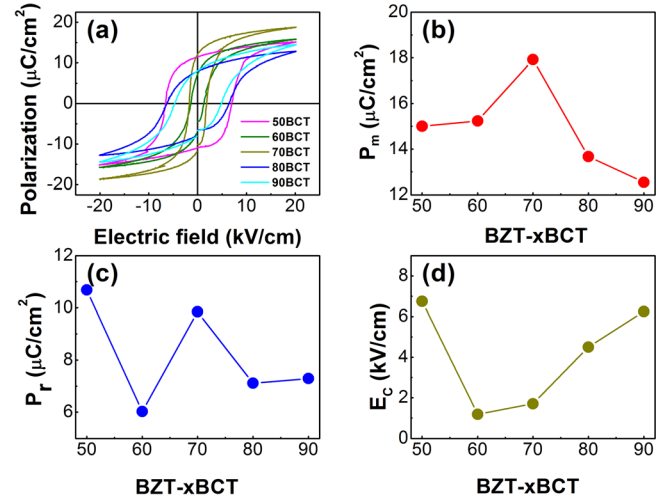 (a)
Polarization (μC/cm²)
20
10
0
-10
-20
50BCT
60BCT
70BCT
80BCT
90BCT
-20 -10 0 10 20
Electric field (kV/cm)
(b)
Pm (μC/cm²)
18
16
14
12
50 60 70 80 90
BZT-xBCT
(c)
Pr (μC/cm²)
12
10
8
6
50 60 70 80 90
BZT-xBCT
(d)
EC (kV/cm)
8
6
4
2
0
50 60 70 80 90
BZT-xBCT